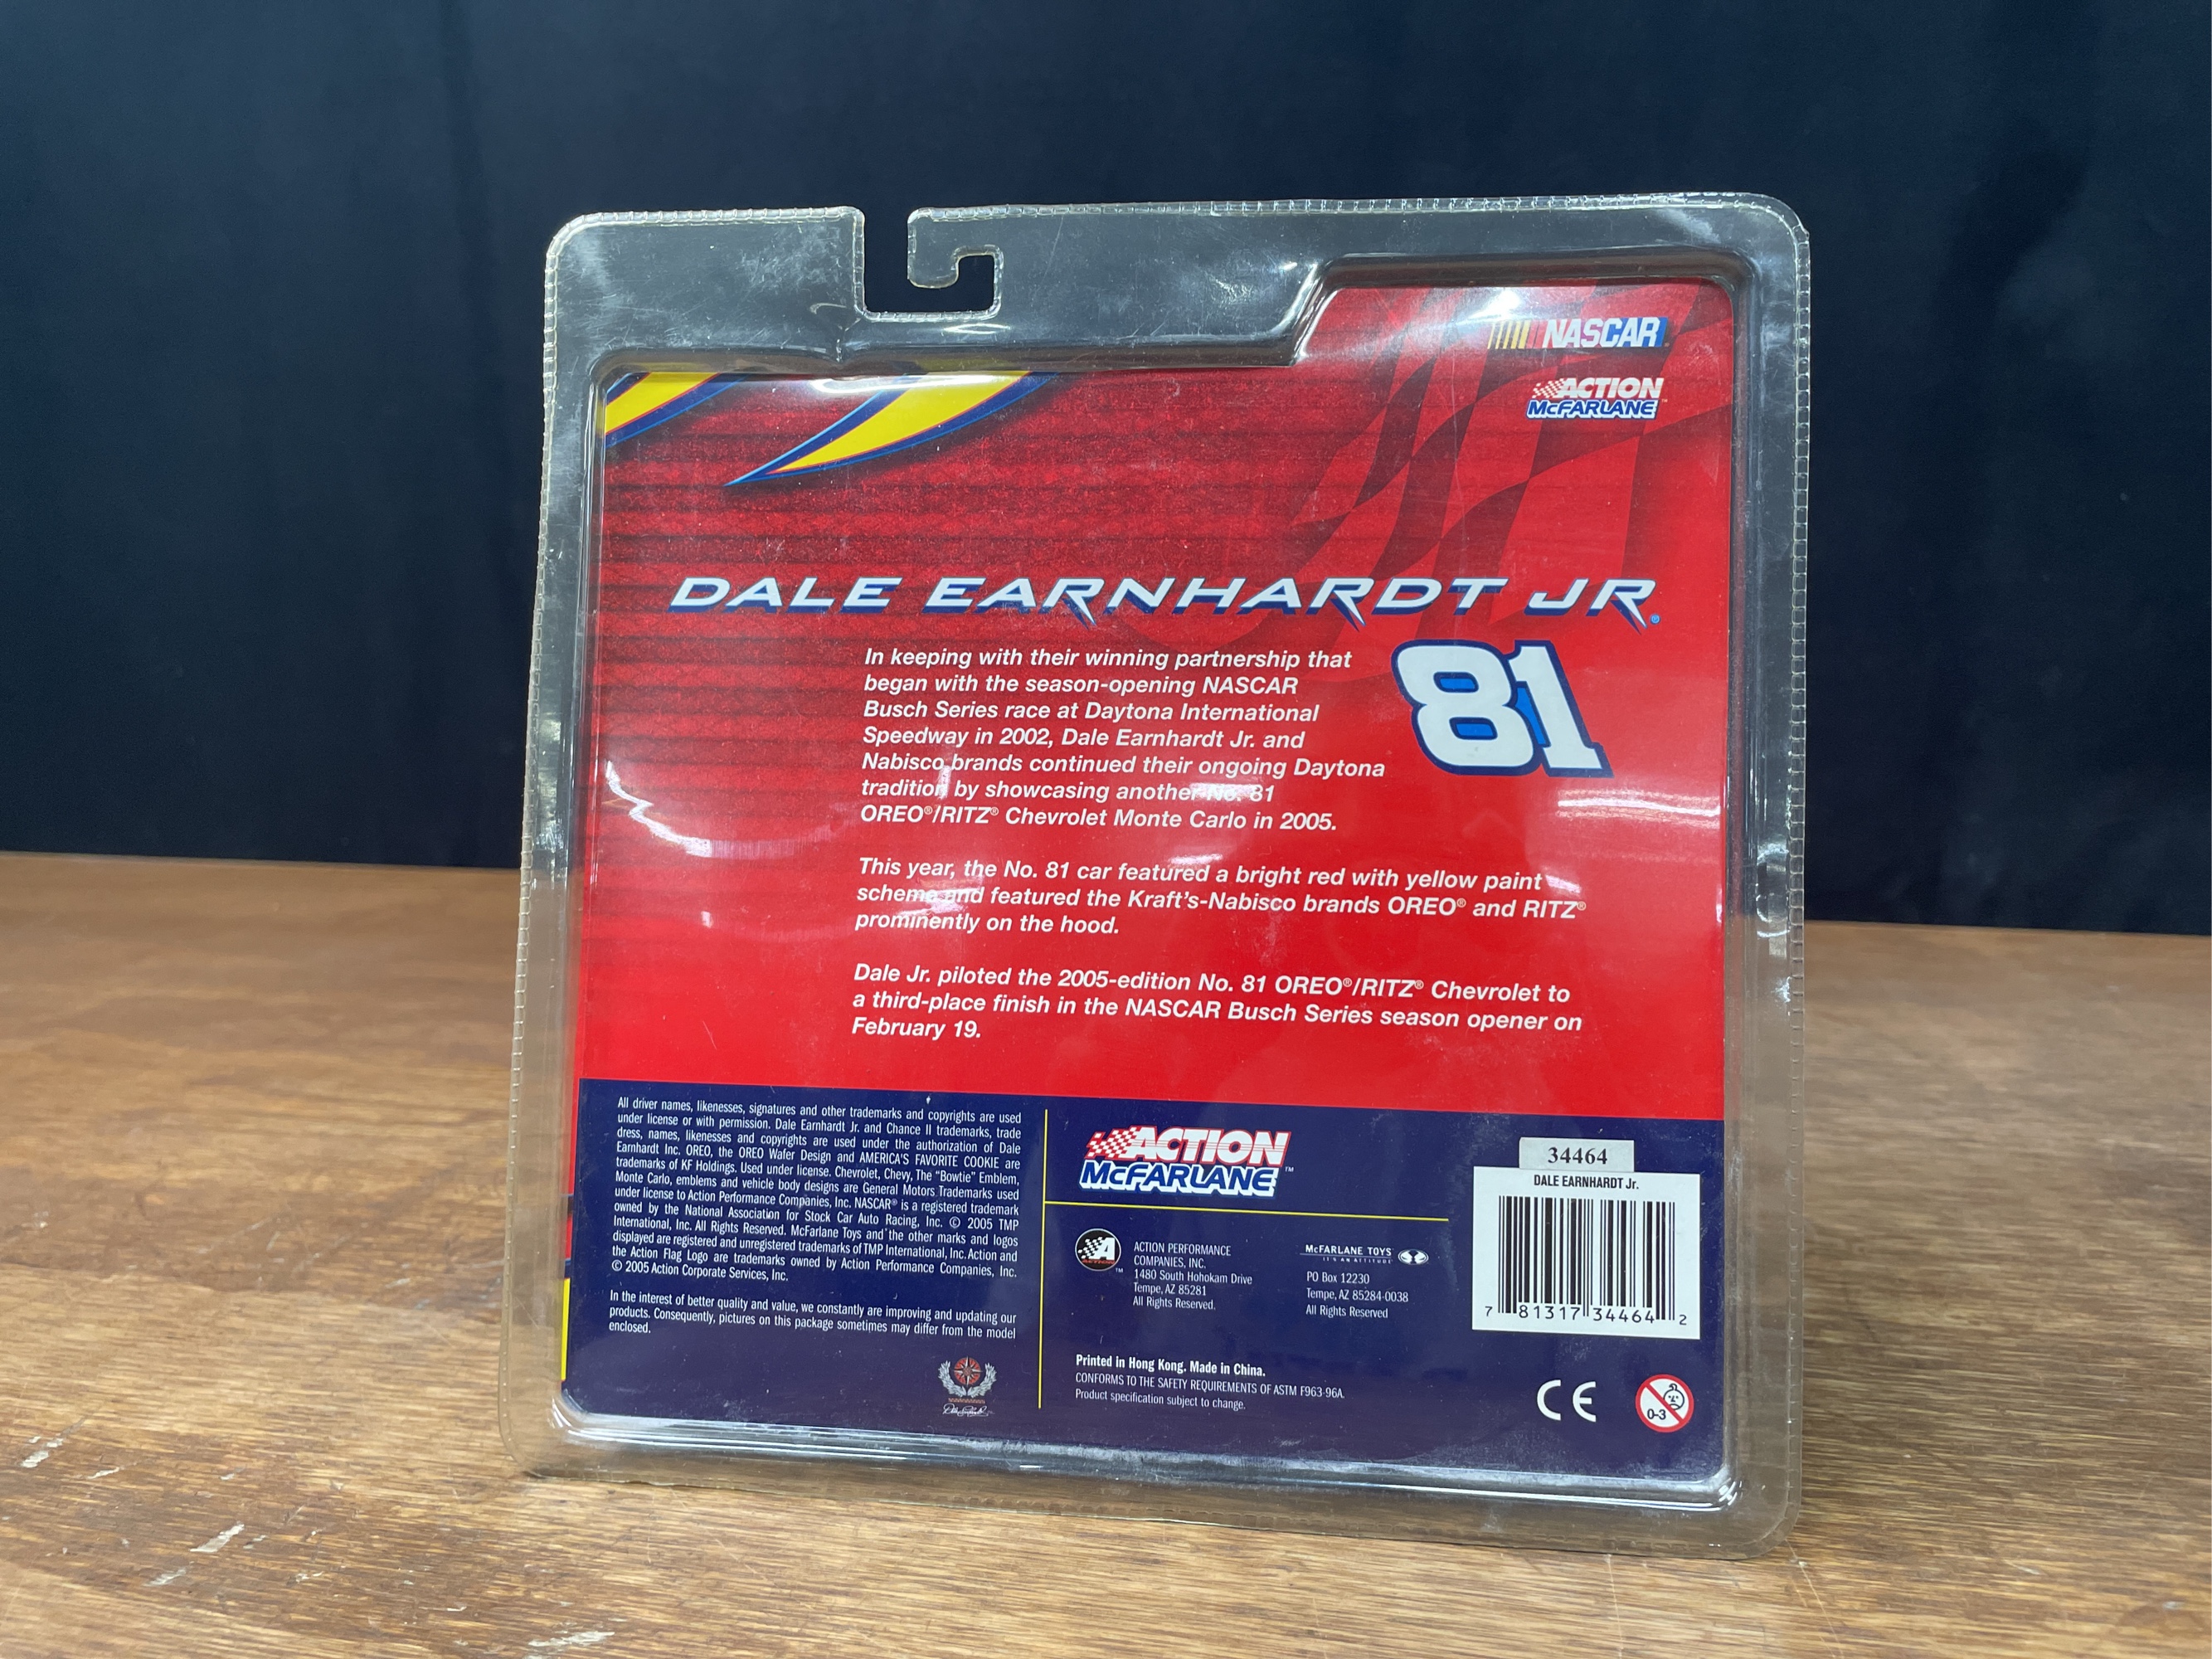 NASCAR
ACTION
McFARLANE™
DALE EARNHARDT JR.®
81
In keeping with their winning partnership that
began with the season-opening NASCAR
Busch Series race at Daytona International
Speedway in 2002, Dale Earnhardt Jr. and
Nabisco brands continued their ongoing Daytona
tradition by showcasing another No. 81
OREO®/RITZ® Chevrolet Monte Carlo in 2005.
This year, the No. 81 car featured a bright red with yellow paint
scheme and featured the Kraft's-Nabisco brands OREO® and RITZ®
prominently on the hood.
Dale Jr. piloted the 2005-edition No. 81 OREO®/RITZ® Chevrolet to
a third-place finish in the NASCAR Busch Series season opener on
February 19.
All driver names, likenesses, signatures and other trademarks and copyrights are used
under license or with permission. Dale Earnhardt Jr. and Chance II trademarks, trade
dress, names, likenesses and copyrights are used under the authorization of Dale
Earnhardt Inc. OREO, the OREO Wafer Design and AMERICA'S FAVORITE COOKIE are
trademarks of KF Holdings. Used under license. Chevrolet, Chevy, The "Bowtie" Emblem,
Monte Carlo, emblems and vehicle body designs are General Motors Trademarks used
under license to Action Performance Companies, Inc. NASCAR® is a registered trademark
owned by the National Association for Stock Car Auto Racing, Inc. © 2005 TMP
International, Inc. All Rights Reserved. McFarlane Toys and the other marks and logos
displayed are registered and unregistered trademarks of TMP International, Inc. Action and
the Action Flag Logo are trademarks owned by Action Performance Companies, Inc.
© 2005 Action Corporate Services, Inc.
In the interest of better quality and value, we constantly are improving and updating our
products. Consequently, pictures on this package sometimes may differ from the model
enclosed.
ACTION
McFARLANE™
ACTION PERFORMANCE
COMPANIES, INC.
1480 South Hohokam Drive
Tempe, AZ 85281
All Rights Reserved.
McFARLANE TOYS
IT'S AN ATTITUDE
PO Box 12230
Tempe, AZ 85284-0038
All Rights Reserved
Printed in Hong Kong. Made in China.
CONFORMS TO THE SAFETY REQUIREMENTS OF ASTM F963-96A.
Product specification subject to change.
34464
DALE EARNHARDT Jr.
7 81317 34464 2
CE
0-3